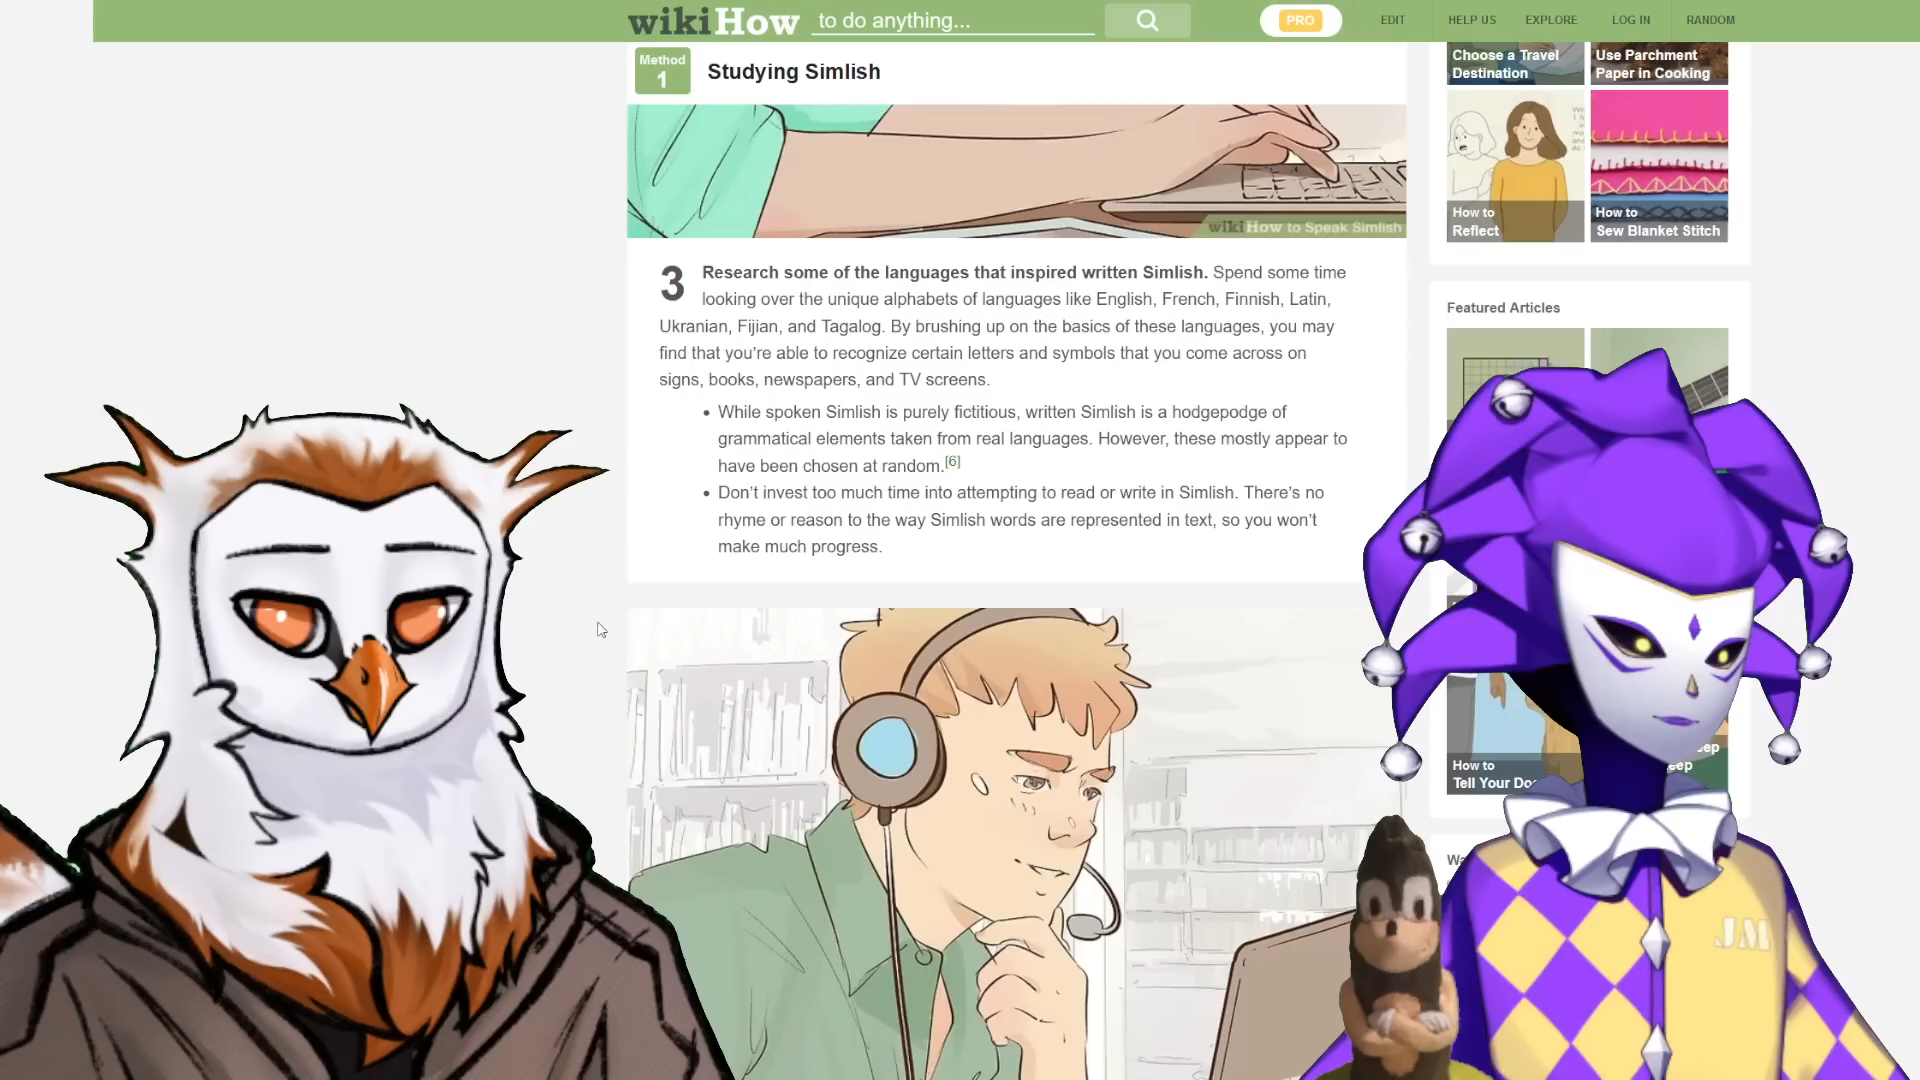 wikiHow to do anything...
PRO
EDIT
HELP US
EXPLORE
LOG IN
RANDOM
Method
1
Studying Simlish
wikiHow to Speak Simlish
3 Research some of the languages that inspired written Simlish. Spend some time
looking over the unique alphabets of languages like English, French, Finnish, Latin,
Ukranian, Fijian, and Tagalog. By brushing up on the basics of these languages, you may
find that you’re able to recognize certain letters and symbols that you come across on
signs, books, newspapers, and TV screens.
• While spoken Simlish is purely fictitious, written Simlish is a hodgepodge of
grammatical elements taken from real languages. However, these mostly appear to
have been chosen at random.[6]
• Don’t invest too much time into attempting to read or write in Simlish. There’s no
rhyme or reason to the way Simlish words are represented in text, so you won’t
make much progress.
Choose a Travel
Destination
Use Parchment
Paper in Cooking
How to
Reflect
How to
Sew Blanket Stitch
Featured Articles
How to
Tell Your Do
eep
eep
JM